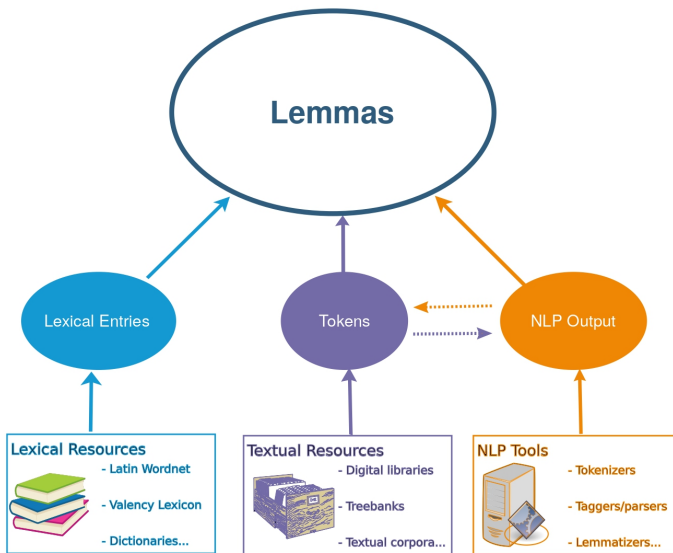 Lemmas
Lexical Entries
Tokens
NLP Output
Lexical Resources
- Latin Wordnet
- Valency Lexicon
- Dictionaries...
Textual Resources
- Digital libraries
- Treebanks
- Textual corpora...
NLP Tools
- Tokenizers
- Taggers/parsers
- Lemmatizers...